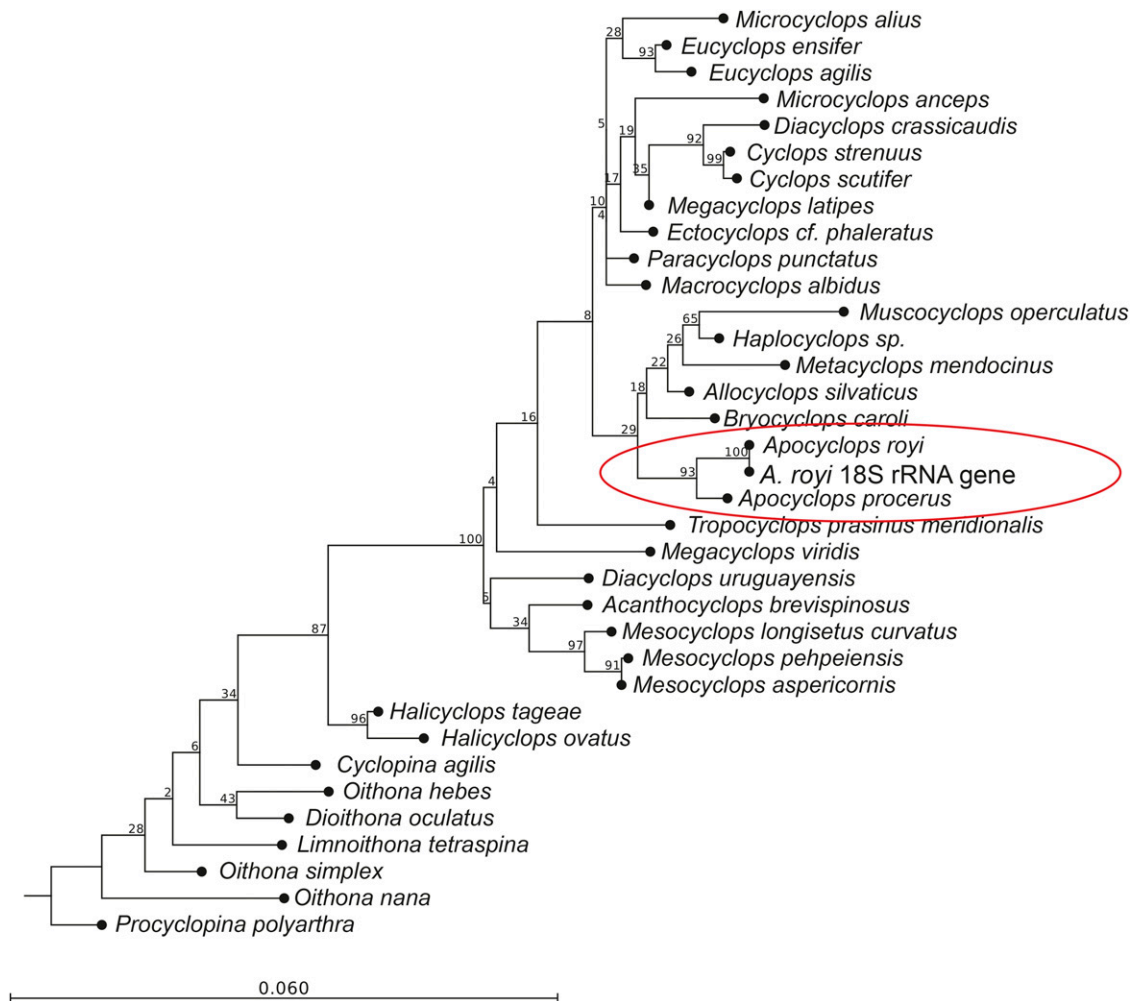 Microcyclops alius
28
Eucyclops ensifer
93
Eucyclops agilis
Microcyclops anceps
5
19
Diacyclops crassicaudis
92
Cyclops strenuus
99
Cyclops scutifer
35
17
Megacyclops latipes
10
4
Ectocyclops cf. phaleratus
Paracyclops punctatus
Macrocyclops albidus
8
65
Muscocyclops operculatus
Haplocyclops sp.
26
Metacyclops mendocinus
22
Allocyclops silvaticus
18
Bryocyclops caroli
16
29
Apocyclops royi
100
A. royi 18S rRNA gene
93
Apocyclops procerus
4
Tropocyclops prasinus meridionalis
100
Megacyclops viridis
Diacyclops uruguayensis
5
Acanthocyclops brevispinosus
34
Mesocyclops longisetus curvatus
97
Mesocyclops pehpeiensis
91
Mesocyclops aspericornis
87
34
Halicyclops tageae
96
Halicyclops ovatus
6
Cyclopina agilis
Oithona hebes
43
2
Dioithona oculatus
28
Limnoithona tetraspina
Oithona simplex
Oithona nana
Procyclopina polyarthra
0.060